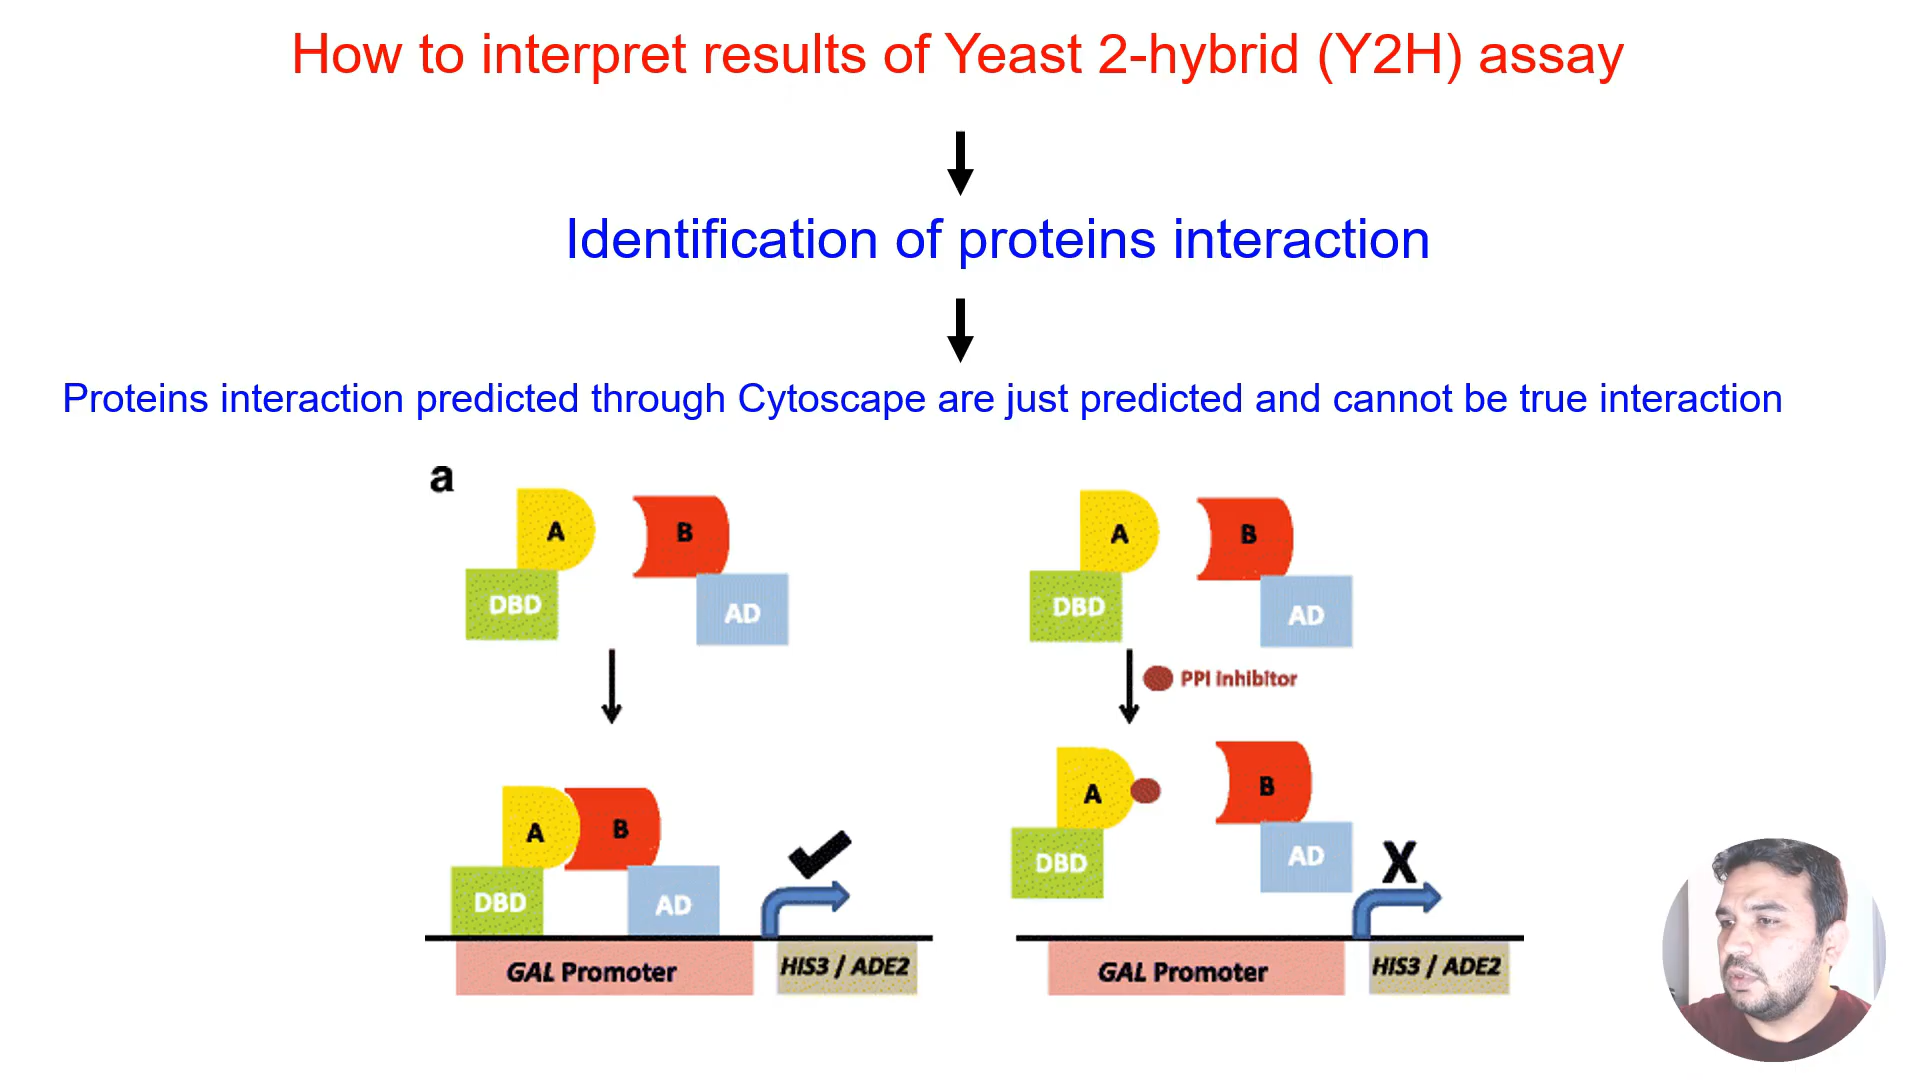 How to interpret results of Yeast 2-hybrid (Y2H) assay
Identification of proteins interaction
Proteins interaction predicted through Cytoscape are just predicted and cannot be true interaction
a
A B
DBD AD
A B
DBD AD
PPI inhibitor
A B
DBD AD
GAL Promoter HIS3 / ADE2
A B
DBD AD
X
GAL Promoter HIS3 / ADE2